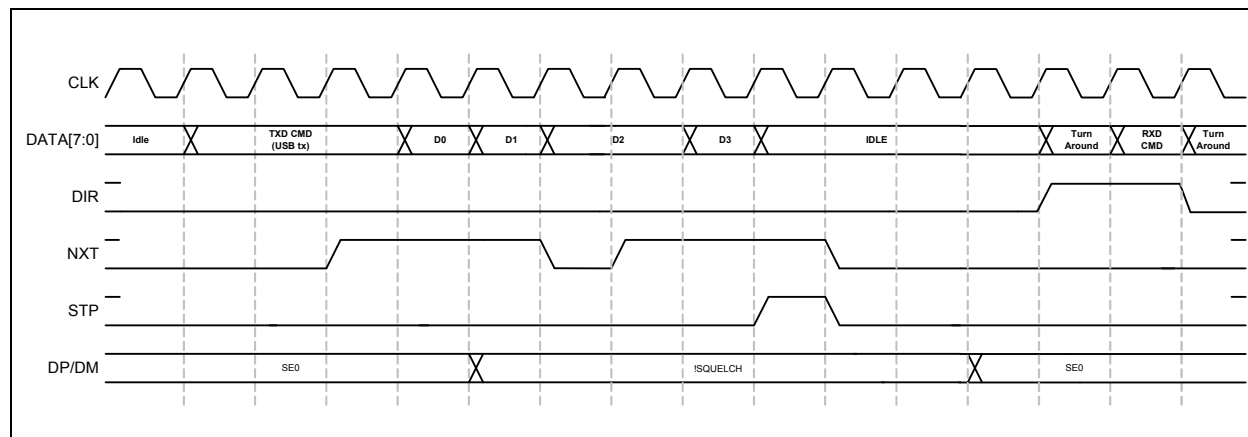 CLK
DATA[7:0]
Idle
TXD CMD
(USB tx)
D0
D1
D2
D3
IDLE
Turn
Around
RXD
CMD
Turn
Around
DIR
NXT
STP
DP/DM
SE0
!SQUELCH
SE0